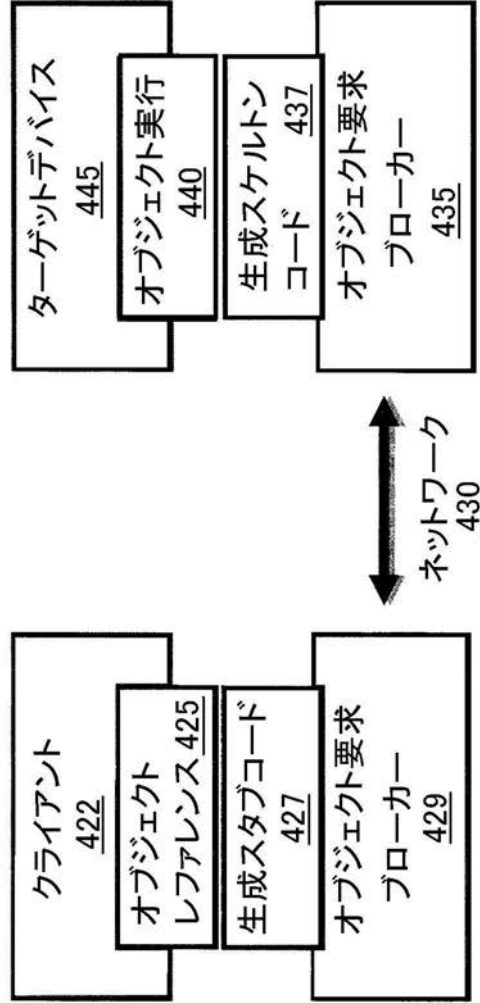 クライアント
422
オブジェクト
レファレンス425
生成スタブコード
427
オブジェクト要求
ブローカー
429
ネットワーク
430
ターゲットデバイス
445
オブジェクト実行
440
生成スケルトン
コード 437
オブジェクト要求
ブローカー
435